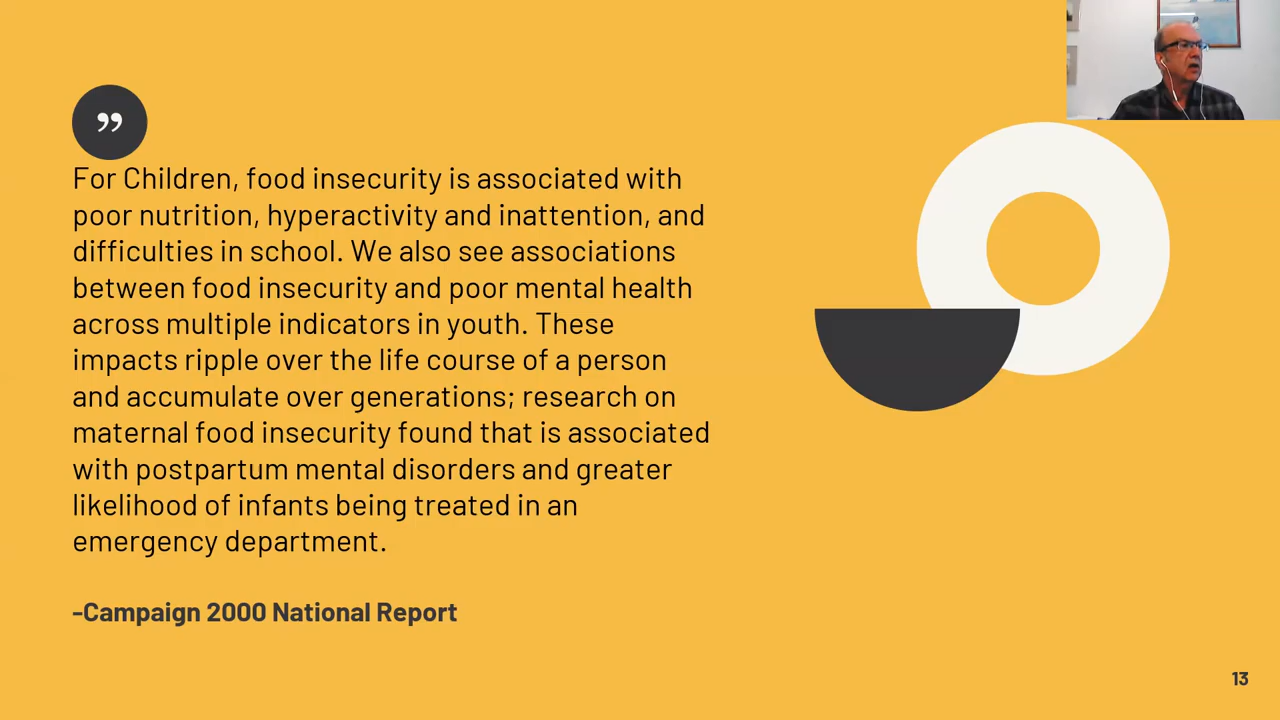 ”
For Children, food insecurity is associated with
poor nutrition, hyperactivity and inattention, and
difficulties in school. We also see associations
between food insecurity and poor mental health
across multiple indicators in youth. These
impacts ripple over the life course of a person
and accumulate over generations; research on
maternal food insecurity found that is associated
with postpartum mental disorders and greater
likelihood of infants being treated in an
emergency department.
–Campaign 2000 National Report
13